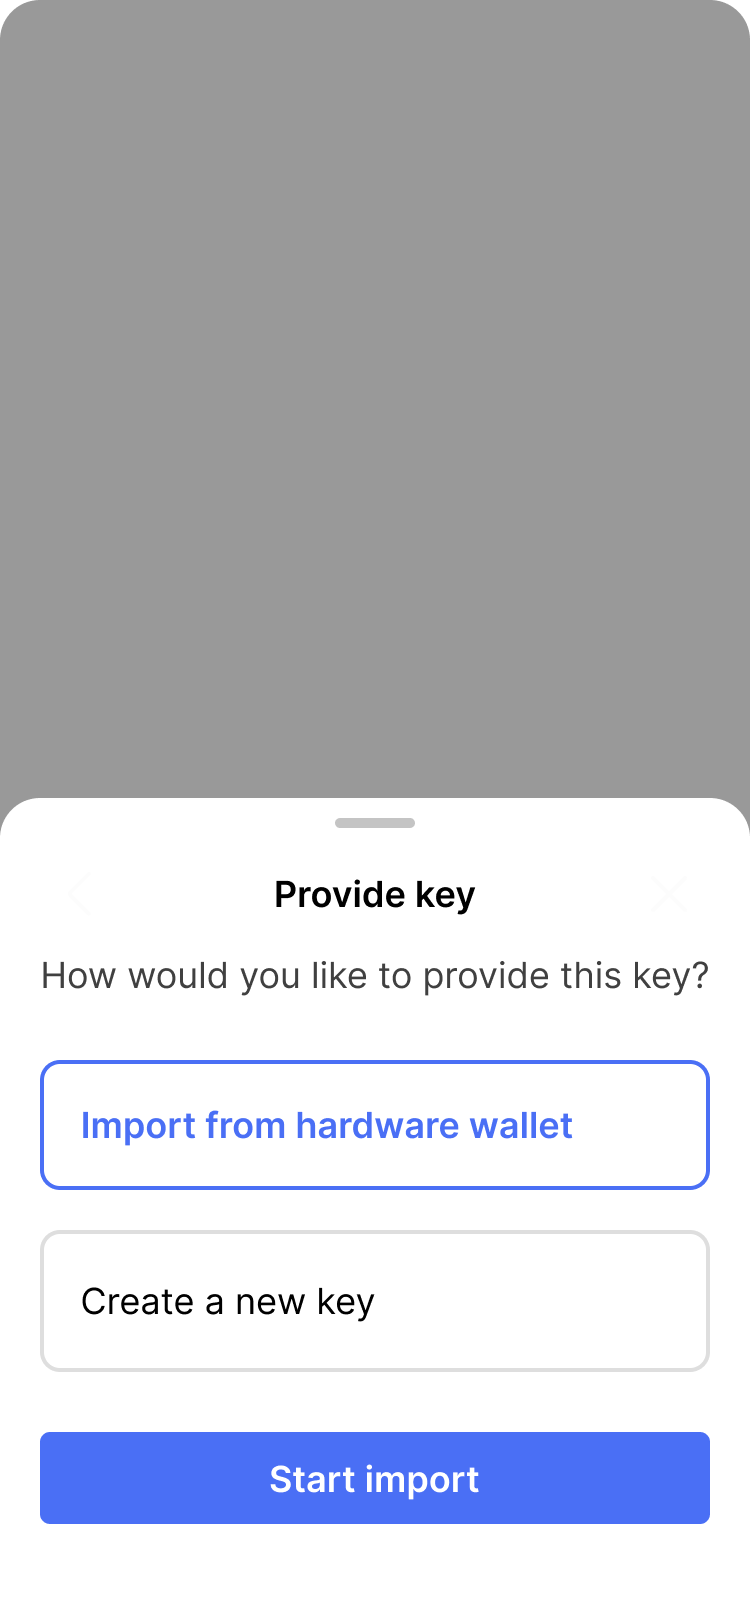 Provide key
How would you like to provide this key?
Import from hardware wallet
Create a new key
Start import